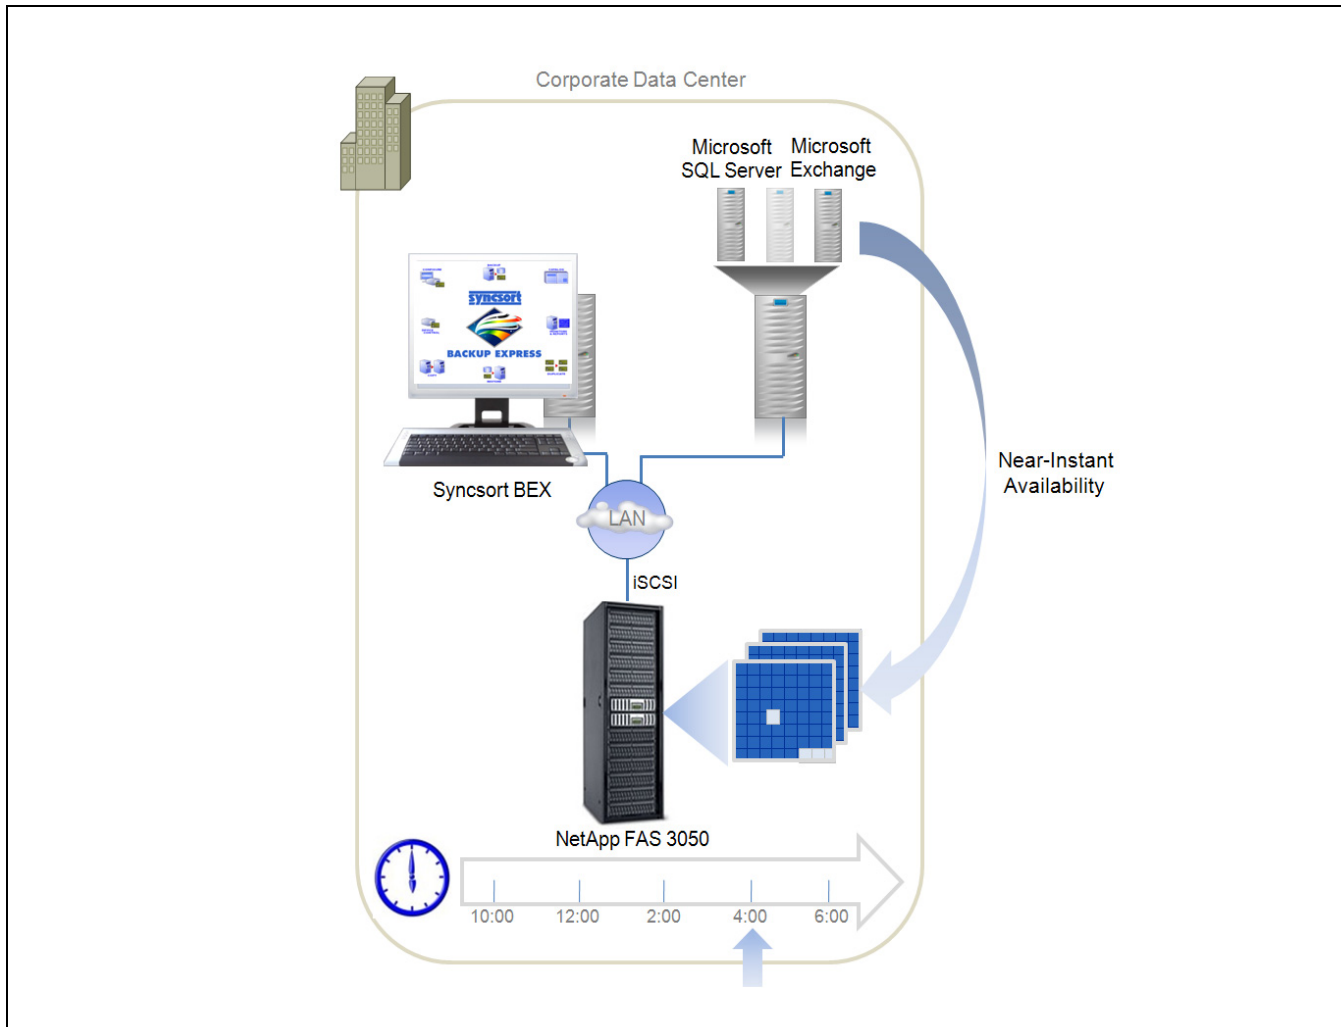 Corporate Data Center
Microsoft
SQL Server
Microsoft
Exchange
syncsort
BACKUP EXPRESS
Syncsort BEX
LAN
iSCSI
Near-Instant
Availability
NetApp FAS 3050
10:00
12:00
2:00
4:00
6:00